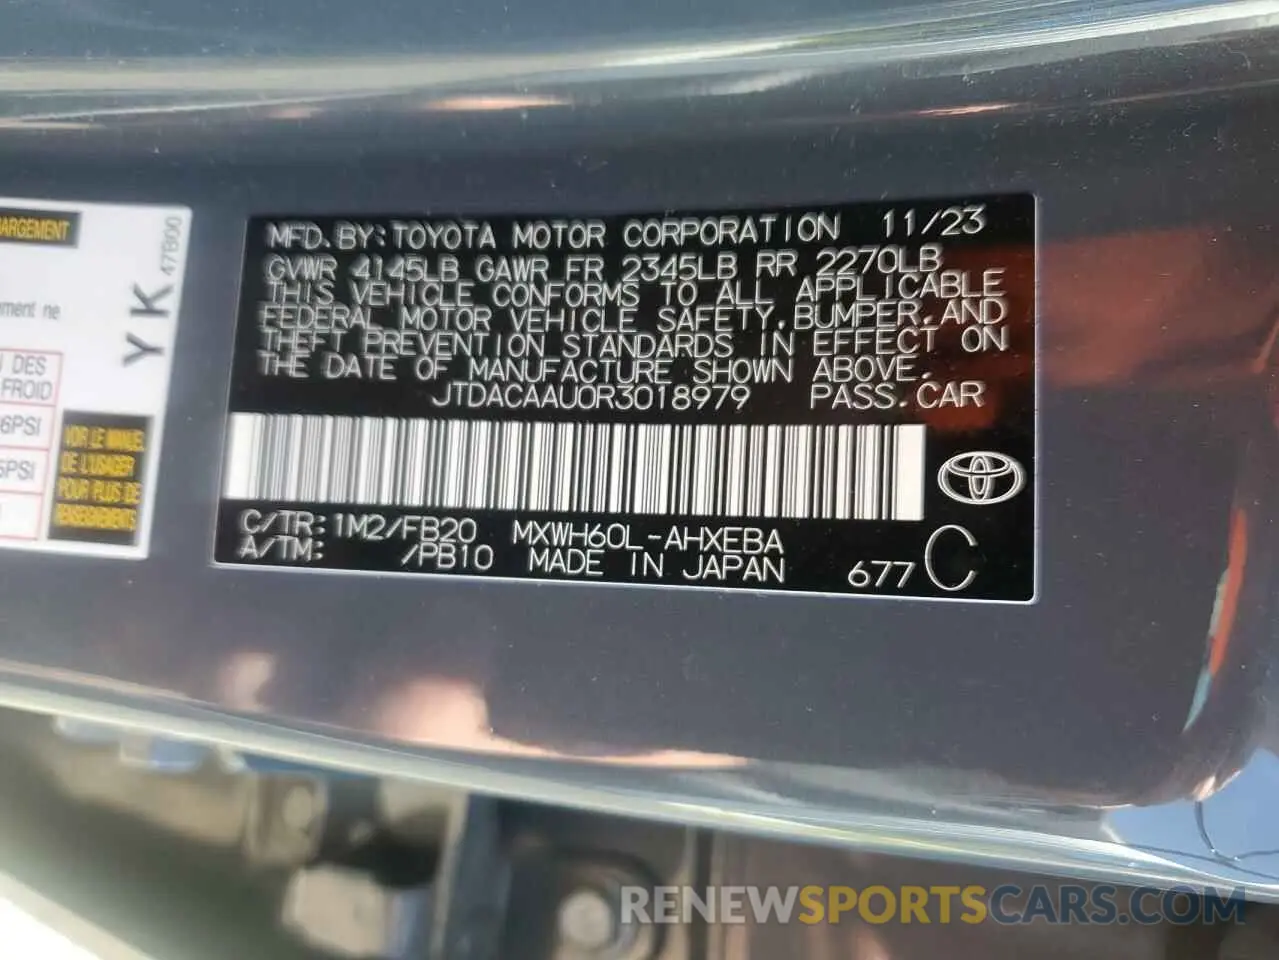 ARGEMENT
47B00
YK
ement ne
DES
FROID
6PSI
5PSI
VOIR LE MANUEL
DE L'USAGER
POUR PLUS DE
RENSEIGNEMENTS
MFD.BY:TOYOTA MOTOR CORPORATION 11/23
GVWR 4145LB GAWR FR 2345LB RR 2270LB
THIS VEHICLE CONFORMS TO ALL APPLICABLE
FEDERAL MOTOR VEHICLE SAFETY,BUMPER,AND
THEFT PREVENTION STANDARDS IN EFFECT ON
THE DATE OF MANUFACTURE SHOWN ABOVE.
JTDACAAU0R3018979 PASS.CAR
C/TR:1M2/FB20 MXWH60L-AHXEBA
A/TM: /PB10 MADE IN JAPAN 677 C
RENEWSPORTSCARS.COM